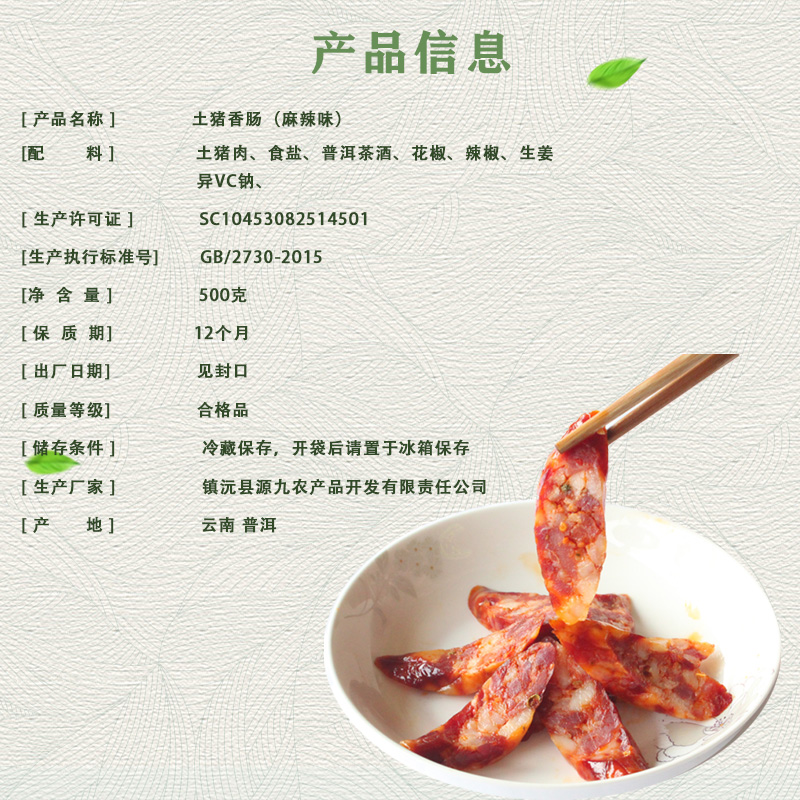 产品信息
[ 产品名称 ] 土猪香肠（麻辣味）
[配 料 ] 土猪肉、食盐、普洱茶酒、花椒、辣椒、生姜
异VC钠、
[ 生产许可证 ] SC10453082514501
[生产执行标准号] GB/2730-2015
[净 含 量 ] 500克
[ 保 质 期] 12个月
[ 出厂日期] 见封口
[ 质量等级] 合格品
[ 储存条件 ] 冷藏保存，开袋后请置于冰箱保存
[ 生产厂家 ] 镇沅县源九农产品开发有限责任公司
[ 产 地 ] 云南 普洱